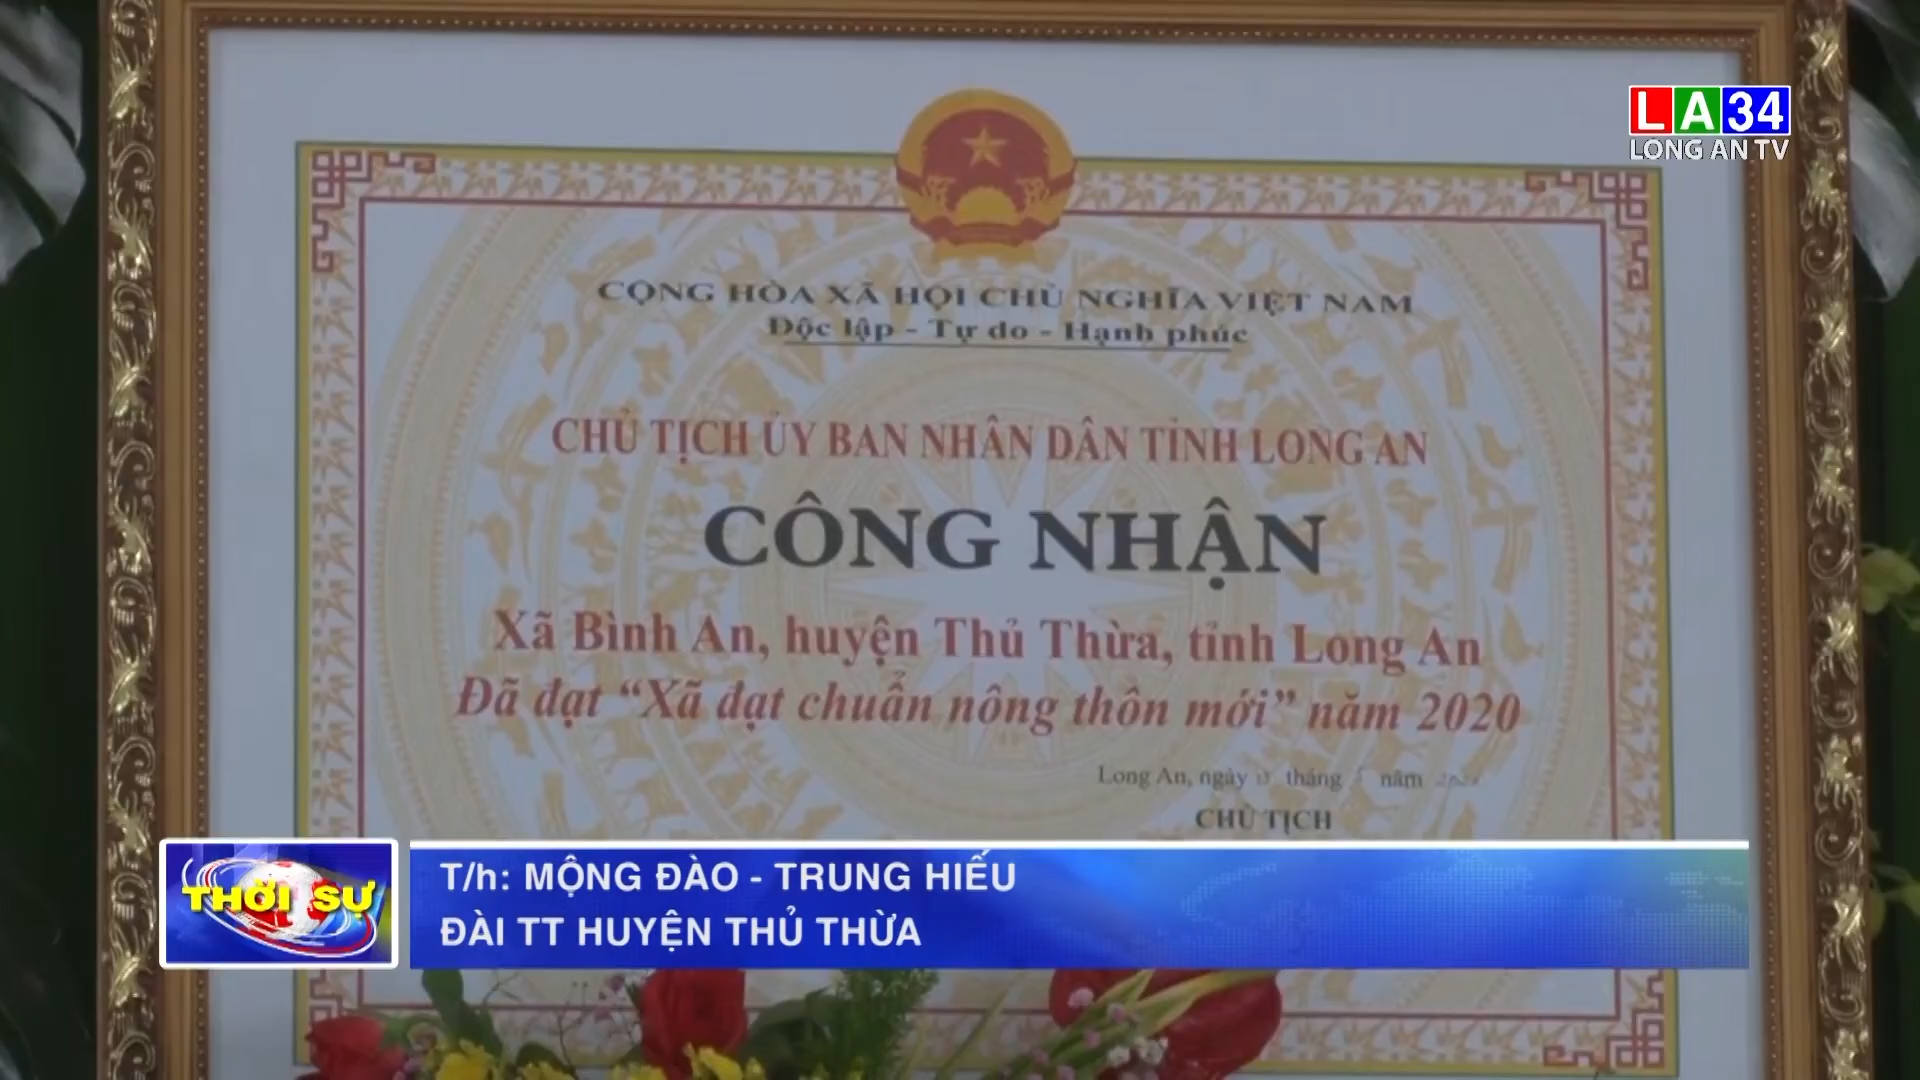 LA34
LONG AN TV
CỘNG HÒA XÃ HỘI CHỦ NGHĨA VIỆT NAM
Độc lập - Tự do - Hạnh phúc
CHỦ TỊCH ỦY BAN NHÂN DÂN TỈNH LONG AN
CÔNG NHẬN
Xã Bình An, huyện Thủ Thừa, tỉnh Long An
Đã đạt “Xã đạt chuẩn nông thôn mới” năm 2020
Long An, ngày tháng năm
CHỦ TỊCH
THỜI SỰ
T/h: MỘNG ĐÀO - TRUNG HIẾU
ĐÀI TT HUYỆN THỦ THỪA